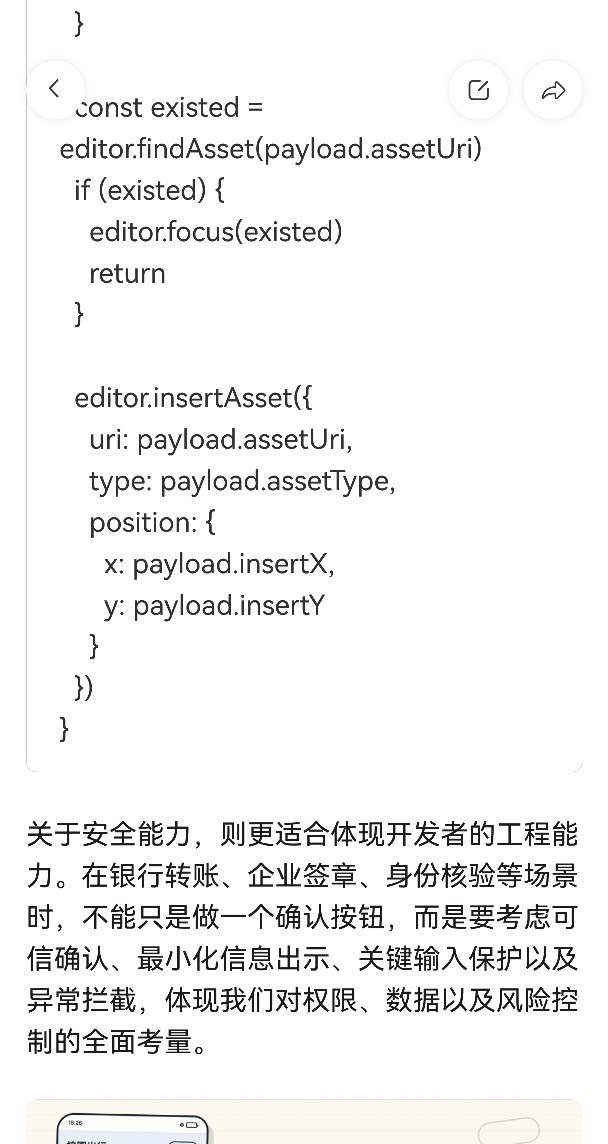 }
const existed =
editor.findAsset(payload.assetUri)
if (existed) {
editor.focus(existed)
return
}
editor.insertAsset({
uri: payload.assetUri,
type: payload.assetType,
position: {
x: payload.insertX,
y: payload.insertY
}
})
}
关于安全能力，则更适合体现开发者的工程能
力。在银行转账、企业签章、身份核验等场景
时，不能只是做一个确认按钮，而是要考虑可
信确认、最小化信息出示、关键输入保护以及
异常拦截，体现我们对权限、数据以及风险控
制的全面考量。
15:26